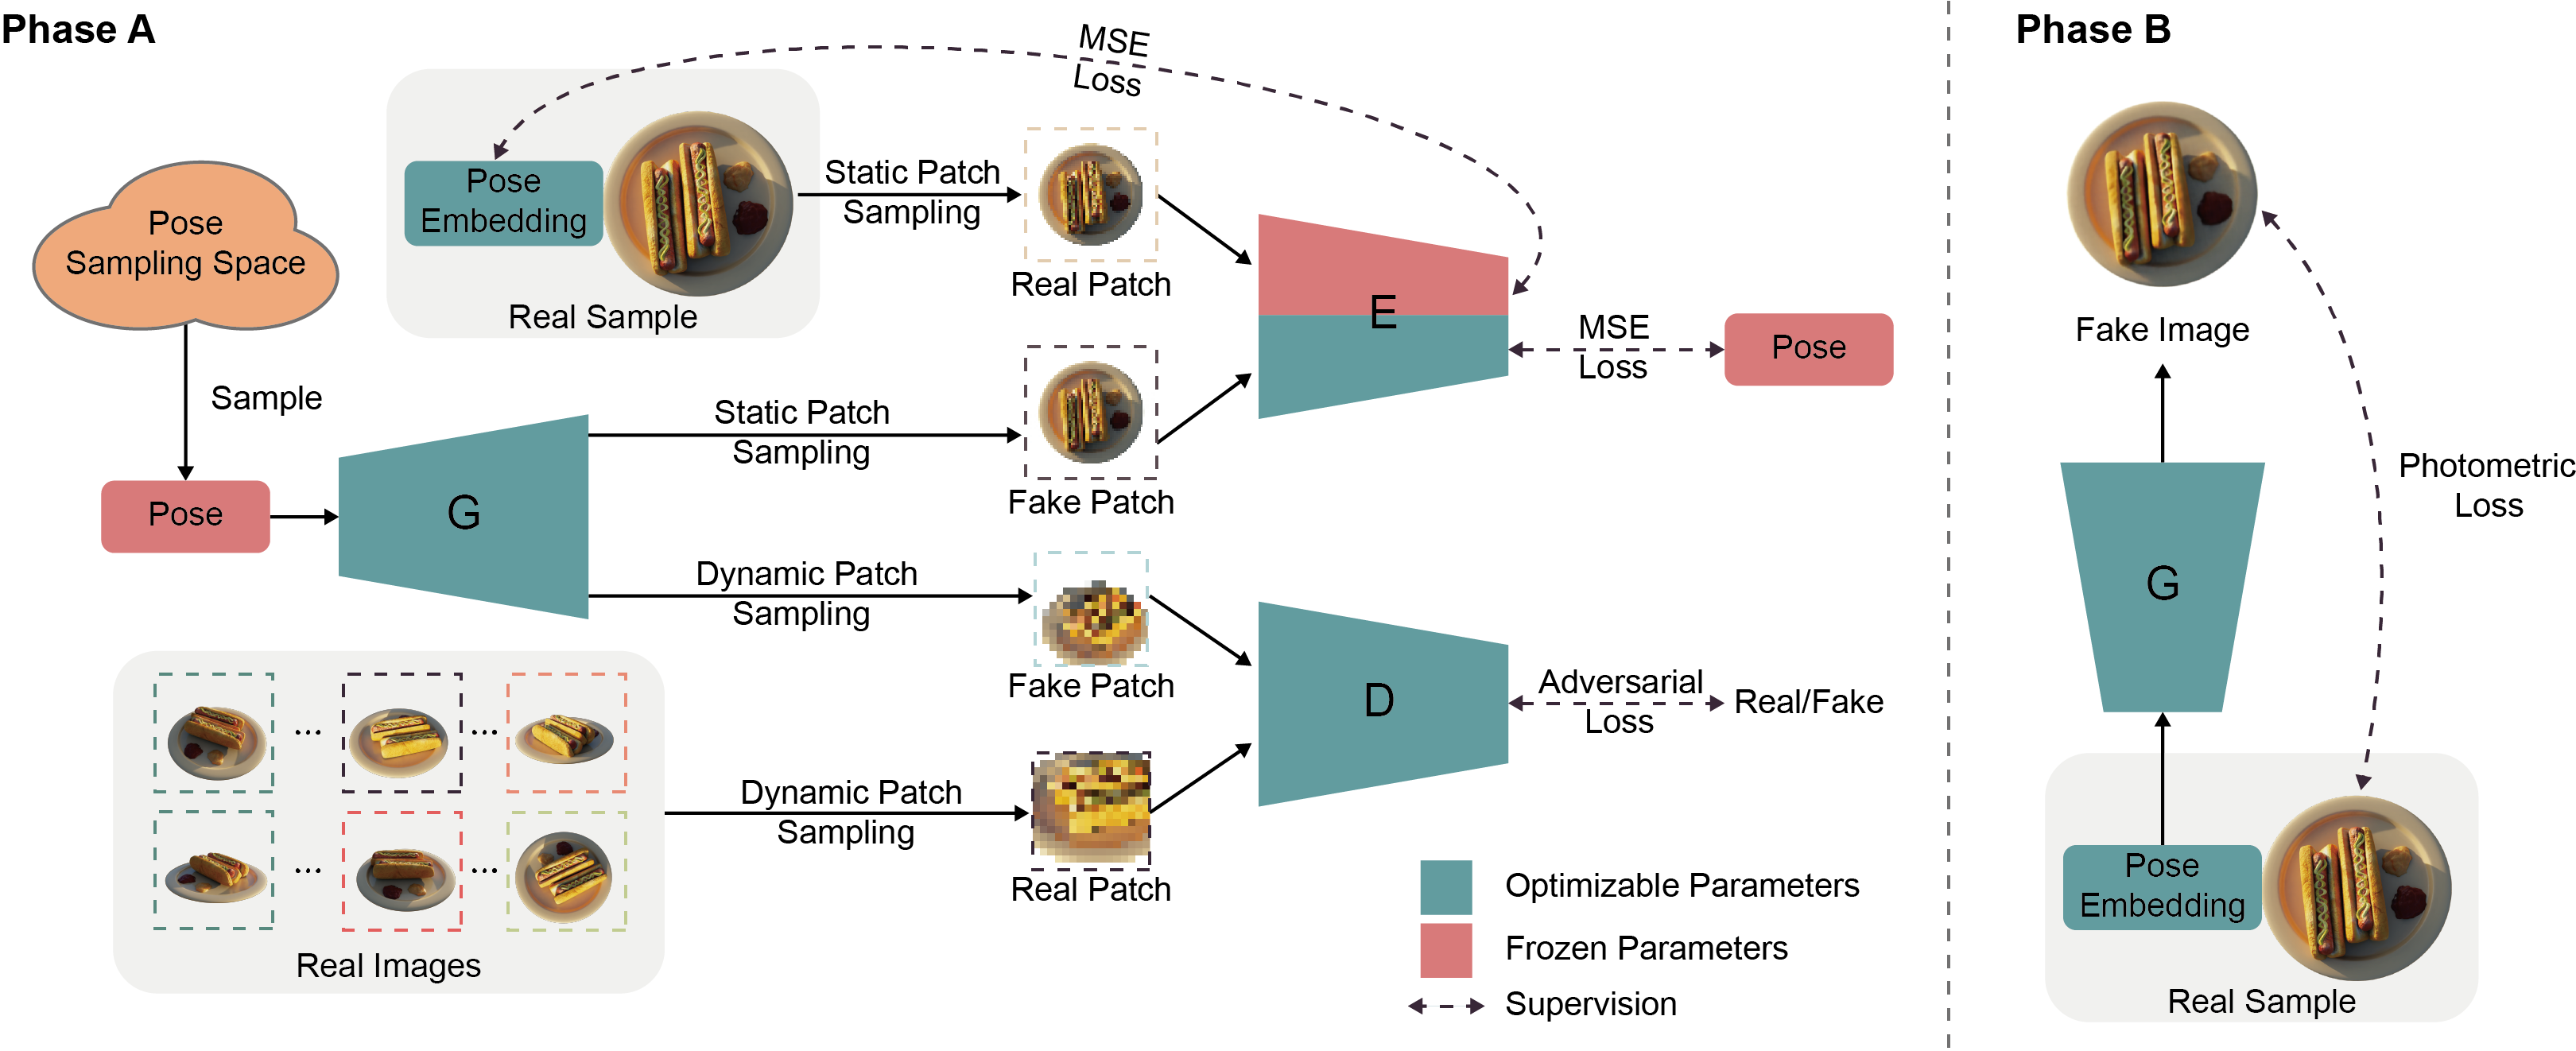 Phase A
MSE
Loss
Pose
Embedding
Real Sample
Static Patch
Sampling
Real Patch
Pose
Sampling Space
Sample
Pose
G
Static Patch
Sampling
Fake Patch
E
MSE
Loss
Pose
Dynamic Patch
Sampling
Fake Patch
D
Adversarial
Loss
Real/Fake
...
...
...
...
Real Images
Dynamic Patch
Sampling
Real Patch
Optimizable Parameters
Frozen Parameters
Supervision
Phase B
Fake Image
Photometric
Loss
G
Pose
Embedding
Real Sample